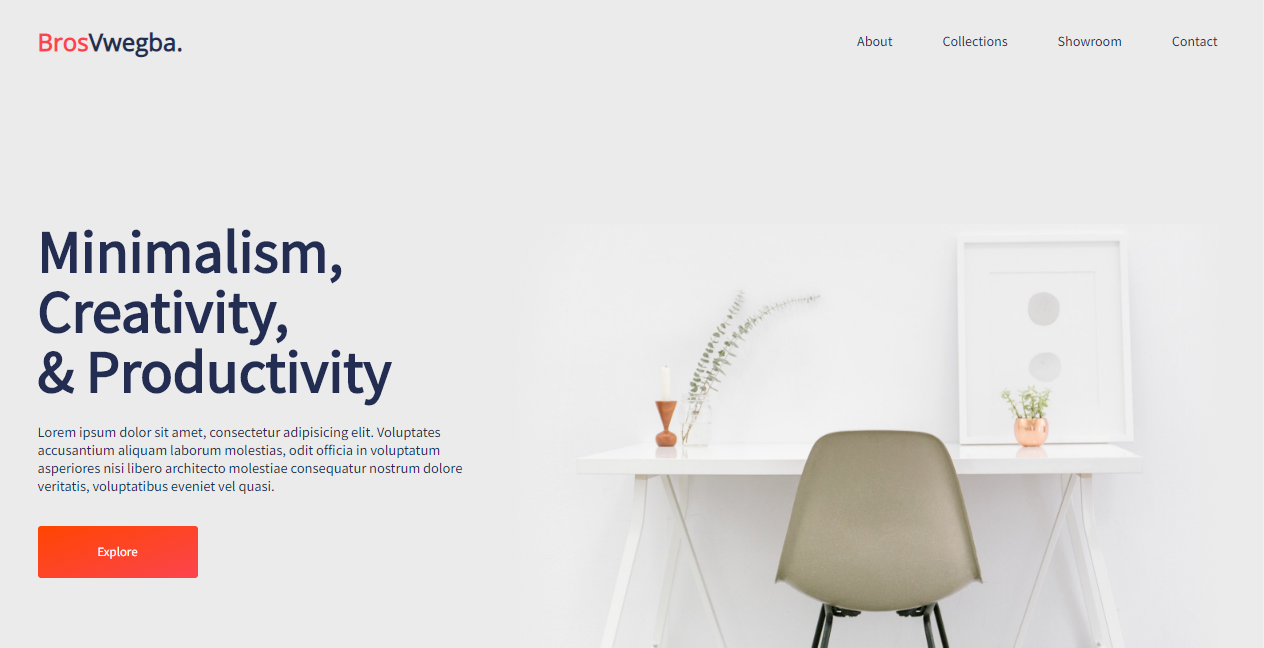 BrosVwegba.
About Collections Showroom Contact
Minimalism,
Creativity,
& Productivity
Lorem ipsum dolor sit amet, consectetur adipisicing elit. Voluptates
accusantium aliquam laborum molestias, odit officia in voluptatum
asperiores nisi libero architecto molestiae consequatur nostrum dolore
veritatis, voluptatibus eveniet vel quasi.
Explore